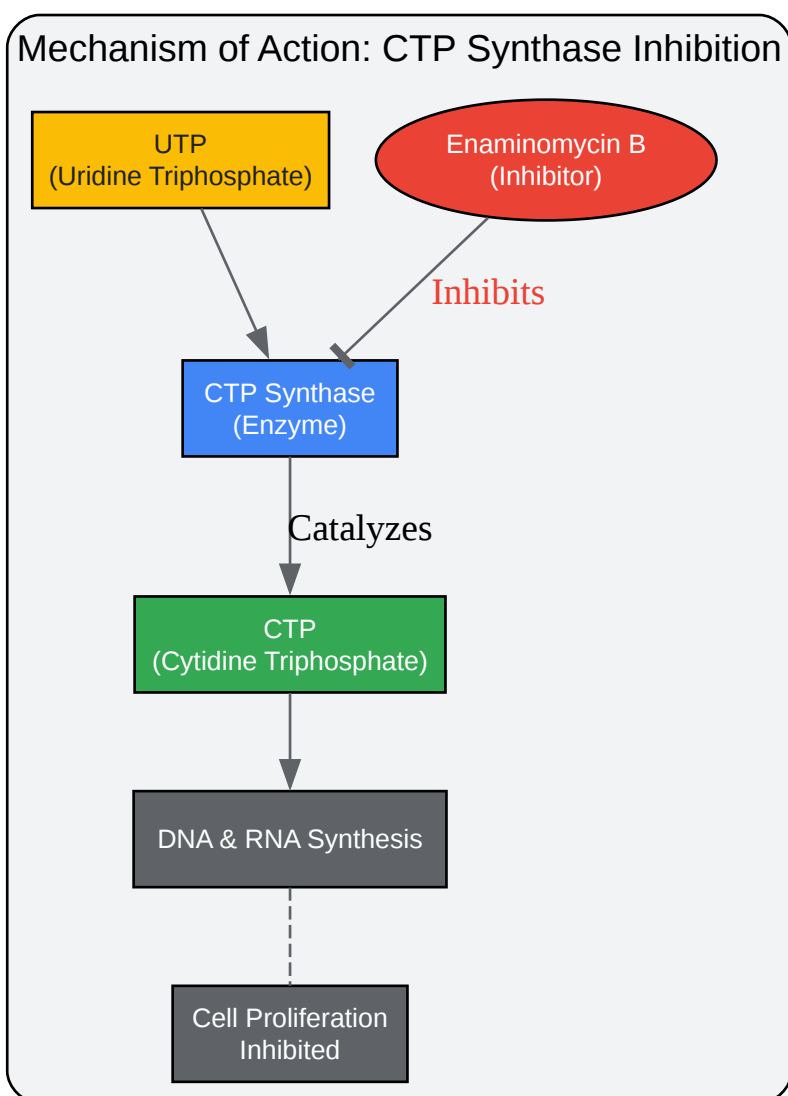 Mechanism of Action: CTP Synthase Inhibition
UTP
(Uridine Triphosphate)
Enaminomycin B
(Inhibitor)
Inhibits
CTP Synthase
(Enzyme)
Catalyzes
CTP
(Cytidine Triphosphate)
DNA & RNA Synthesis
Cell Proliferation
Inhibited